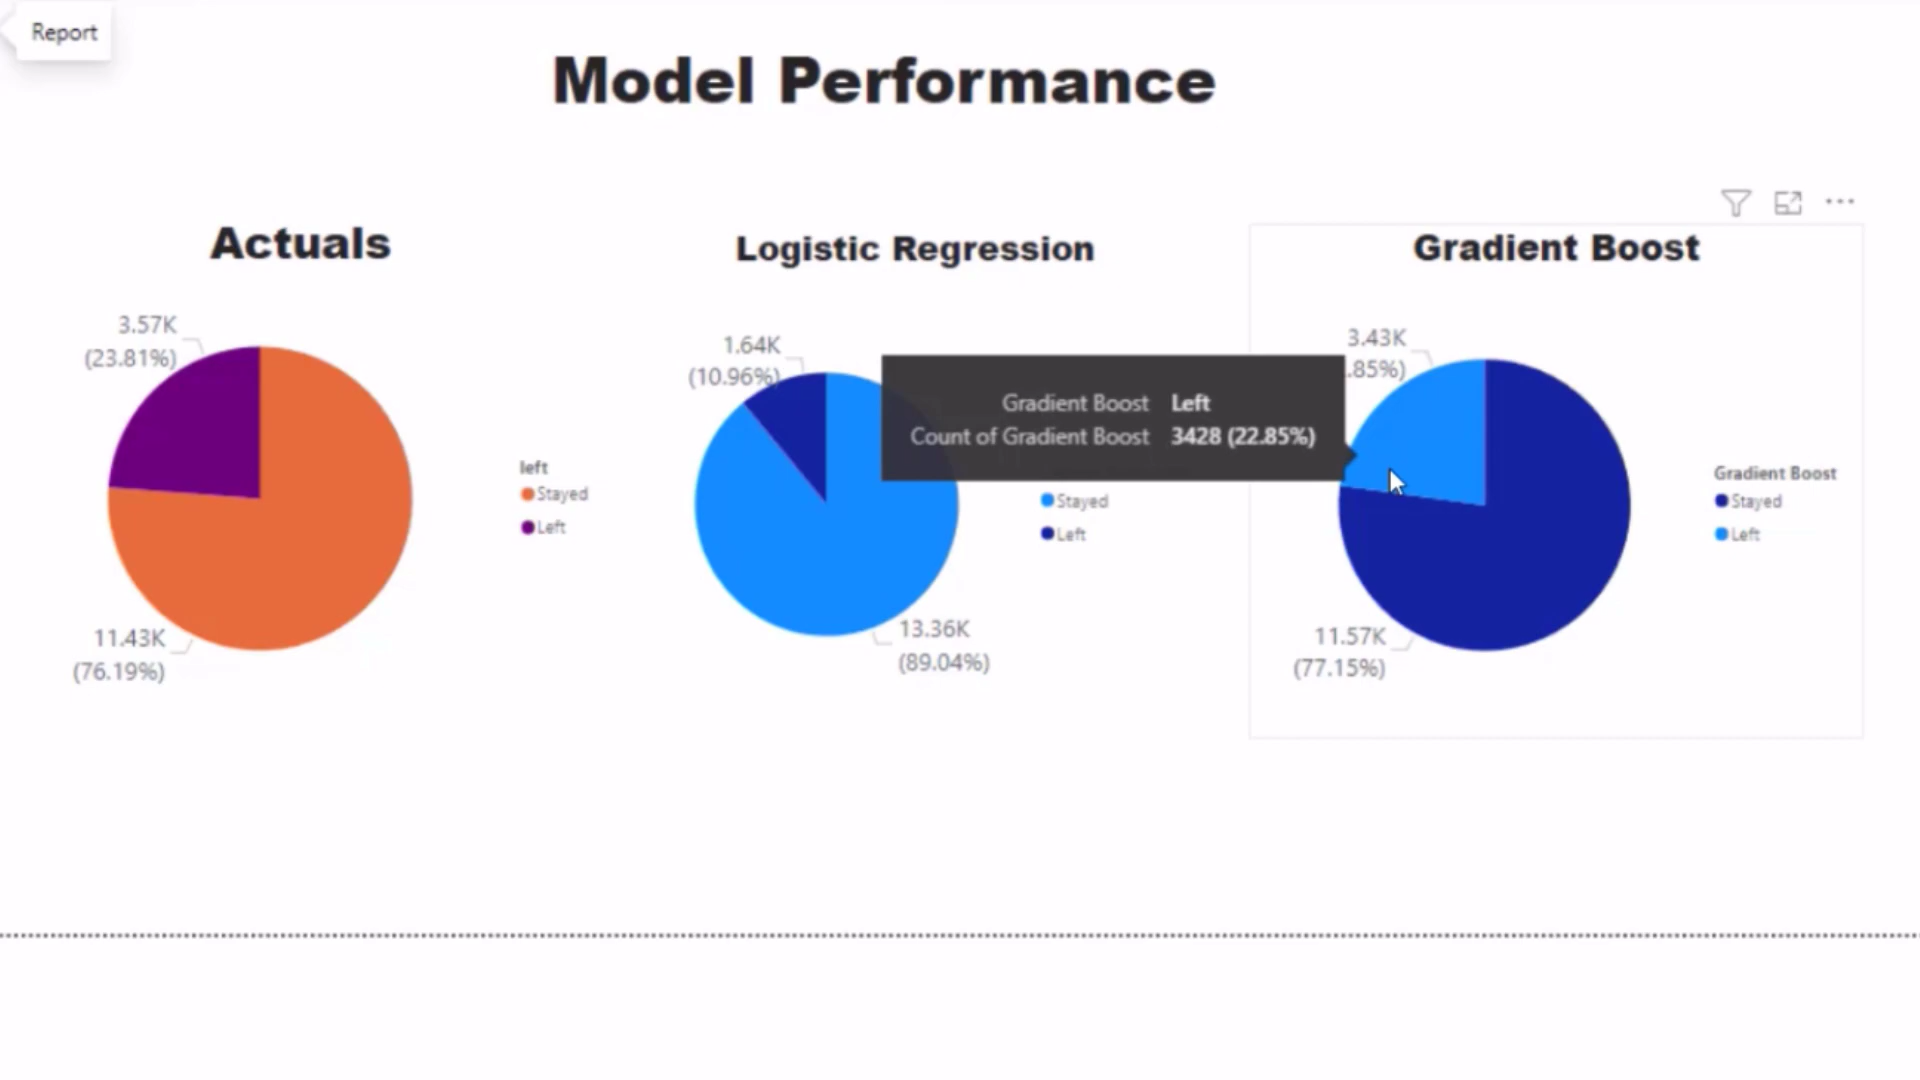 Report
Model Performance
Actuals
3.57K
(23.81%)
11.43K
(76.19%)
left
Stayed
Left
Logistic Regression
1.64K
(10.96%)
13.36K
(89.04%)
Stayed
Left
Gradient Boost Left
Count of Gradient Boost 3428 (22.85%)
Gradient Boost
3.43K
.85%)
11.57K
(77.15%)
Gradient Boost
Stayed
Left